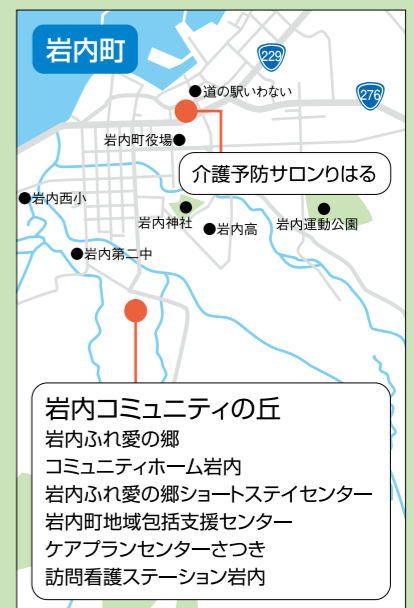 岩内町
229
●道の駅いわない
276
岩内町役場●
介護予防サロンりはる
●岩内西小
岩内神社
●岩内高
岩内運動公園
●岩内第二中
岩内コミュニティの丘
岩内ふれ愛の郷
コミュニティホーム岩内
岩内ふれ愛の郷ショートステイセンター
岩内町地域包括支援センター
ケアプランセンターさつき
訪問看護ステーション岩内